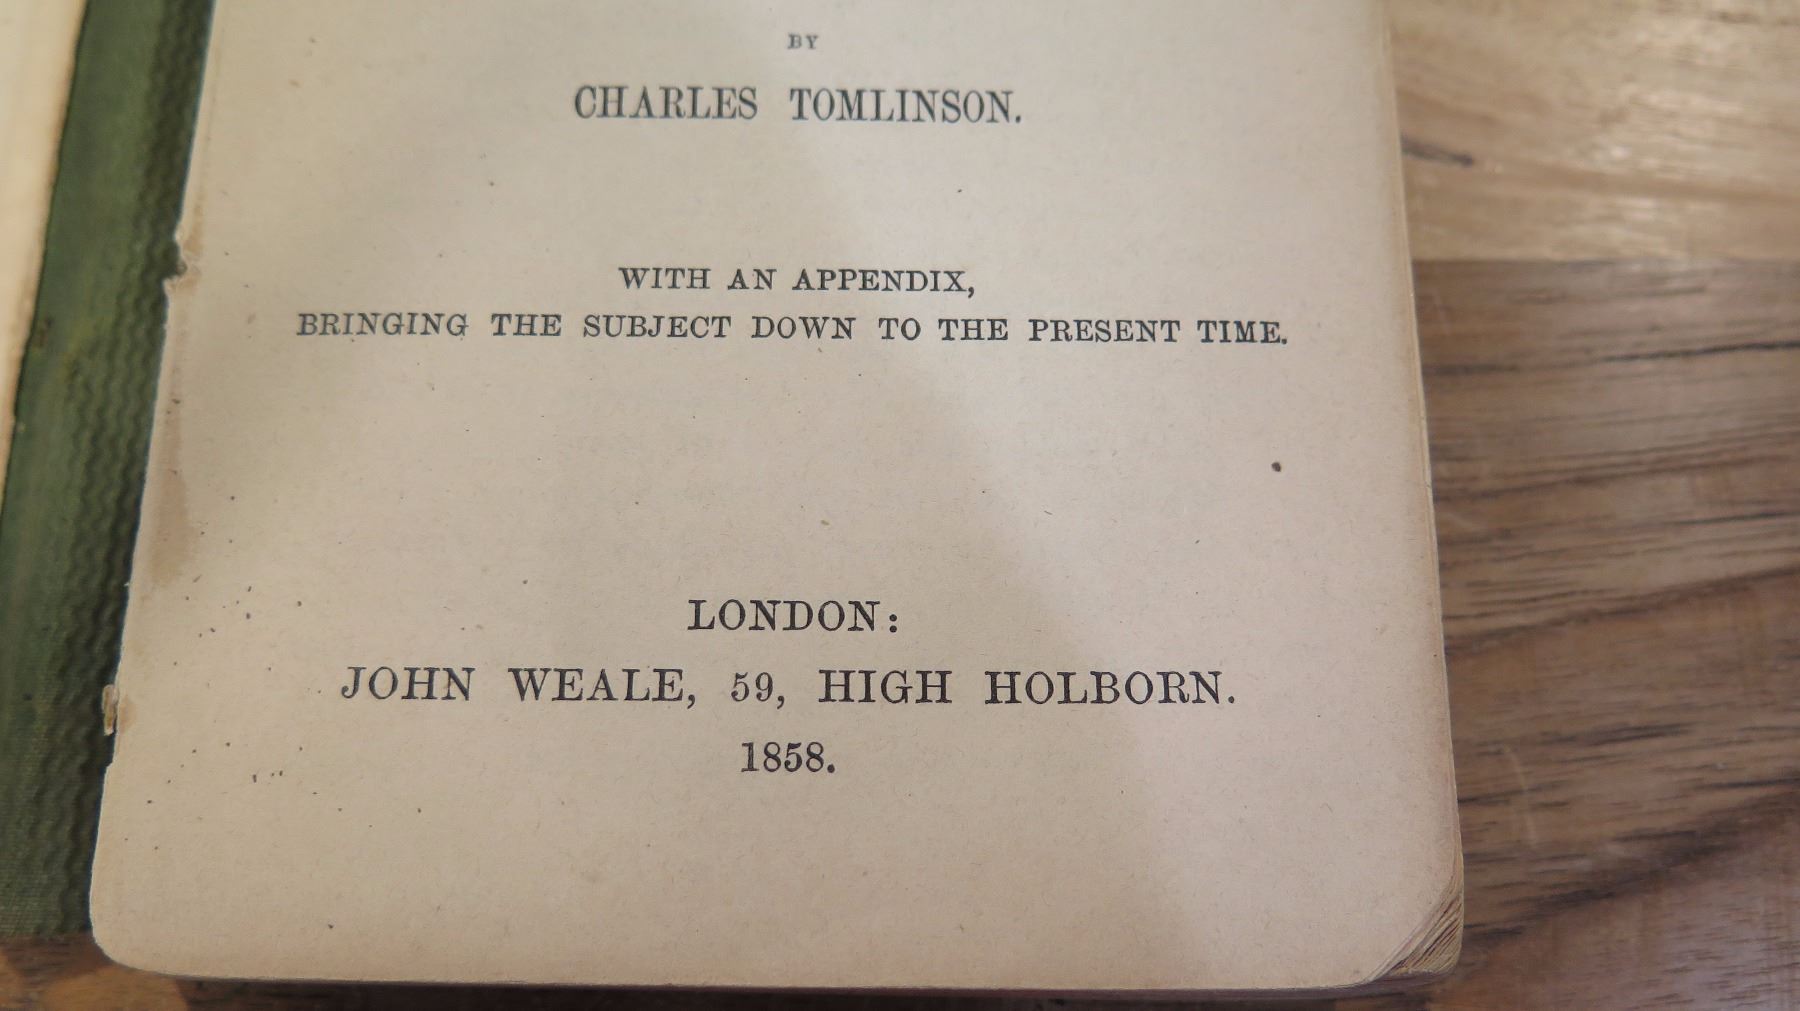 BY
CHARLES TOMLINSON.
WITH AN APPENDIX,
BRINGING THE SUBJECT DOWN TO THE PRESENT TIME.
LONDON:
JOHN WEALE, 59, HIGH HOLBORN.
1858.